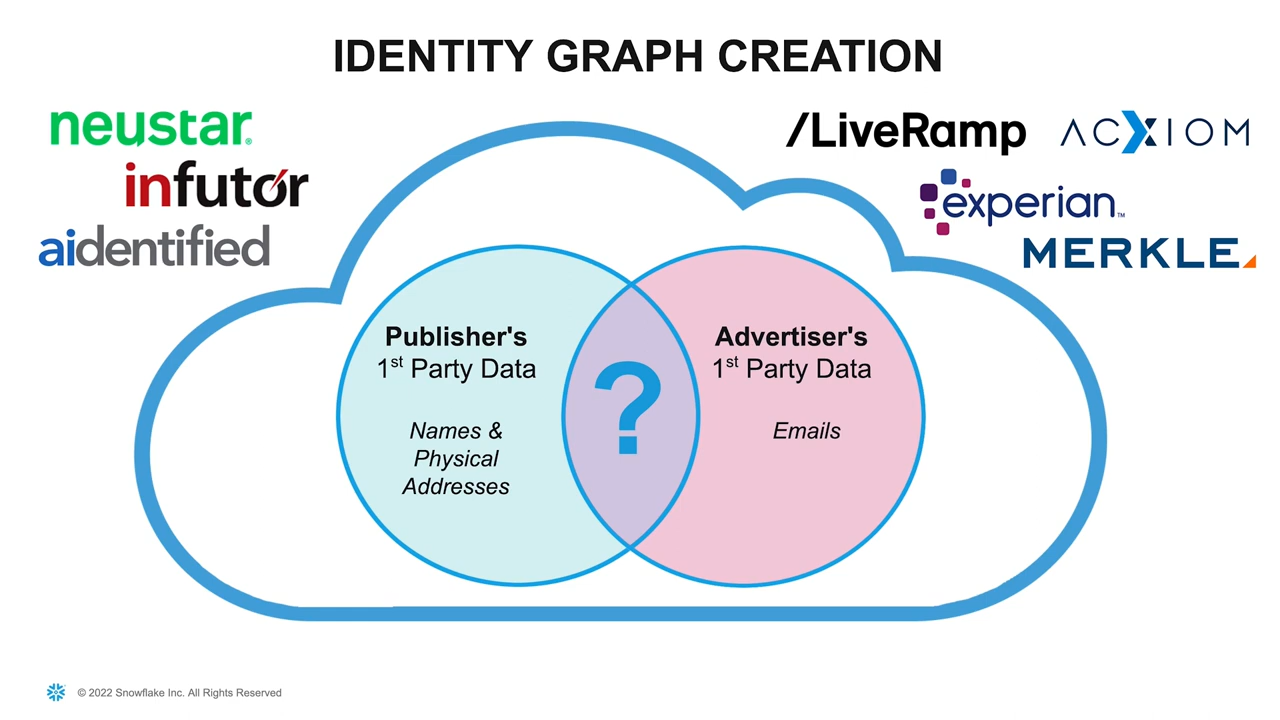 IDENTITY GRAPH CREATION
neustar®
infutor
aidentified
/LiveRamp
ACXIOM
experian™
MERKLE
Publisher's
1st Party Data
Names &
Physical
Addresses
?
Advertiser's
1st Party Data
Emails
© 2022 Snowflake Inc. All Rights Reserved